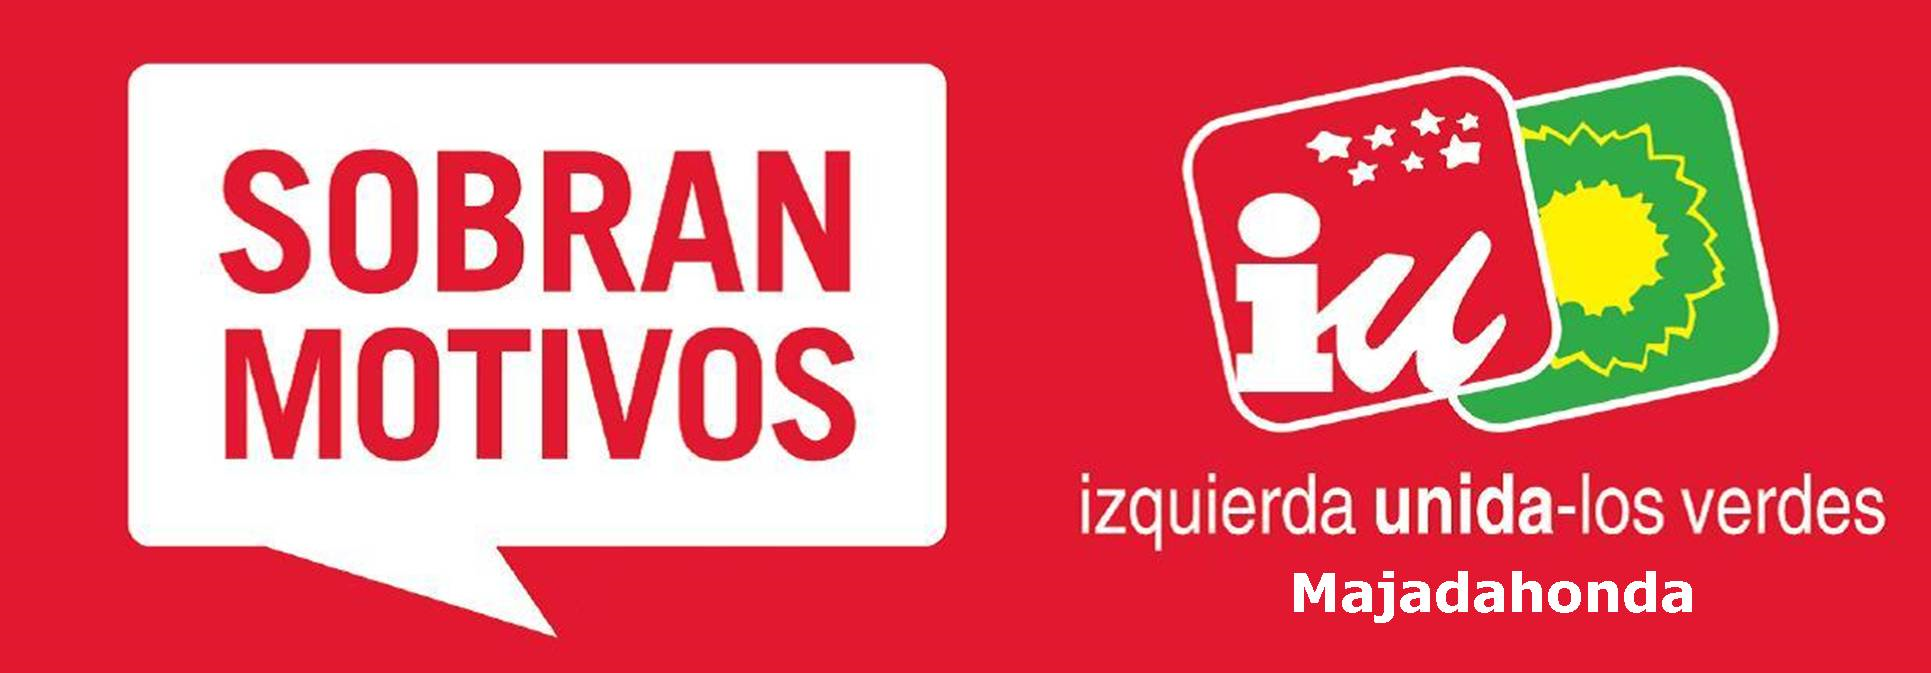 SOBRAN
MOTIVOS
iu
izquierda unida-los verdes
Majadahonda